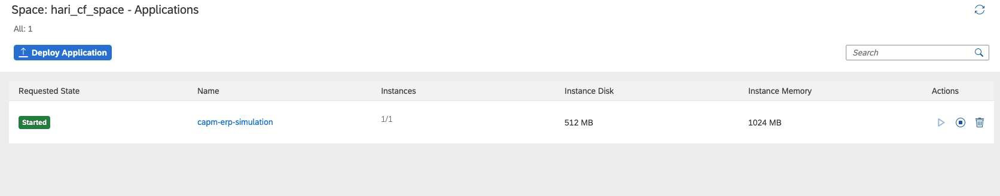 Space: hari_cf_space - Applications
All: 1
Deploy Application
Search
Requested State Name Instances Instance Disk Instance Memory Actions
Started capm-erp-simulation 1/1 512 MB 1024 MB